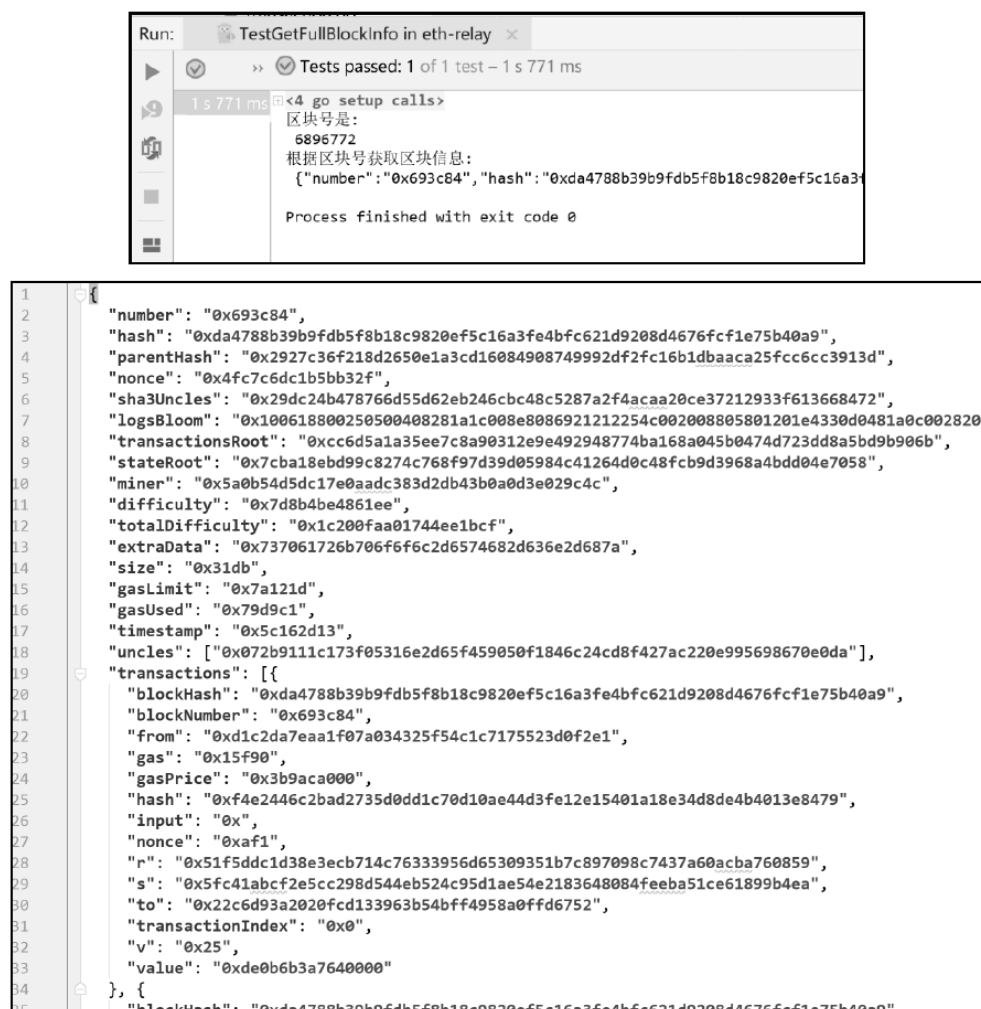 Run: TestGetFullBlockInfo in eth-relay ×
» Tests passed: 1 of 1 test – 1 s 771 ms
1 s 771 ms <4 go setup calls>
区块号是:
6896772
根据区块号获取区块信息:
{"number":"0x693c84","hash":"0xda4788b39b9fdb5f8b18c9820ef5c16a3f
Process finished with exit code 0
1 {
2 "number": "0x693c84",
3 "hash": "0xda4788b39b9fdb5f8b18c9820ef5c16a3fe4bfc621d9208d4676fcf1e75b40a9",
4 "parentHash": "0x2927c36f218d2650e1a3cd16084908749992df2fc16b1dbaaca25fcc6cc3913d",
5 "nonce": "0x4fc7c6dc1b5bb32f",
6 "sha3Uncles": "0x29dc24b478766d55d62eb246cbc48c5287a2f4acaa20ce37212933f613668472",
7 "logsBloom": "0x100618800250500408281a1c008e8086921212254c002008805801201e4330d0481a0c002820
8 "transactionsRoot": "0xcc6d5a1a35ee7c8a90312e9e492948774ba168a045b0474d723dd8a5bd9b906b",
9 "stateRoot": "0x7cba18ebd99c8274c768f97d39d05984c41264d0c48fcb9d3968a4bdd04e7058",
10 "miner": "0x5a0b54d5dc17e0aadc383d2db43b0a0d3e029c4c",
11 "difficulty": "0x7d8b4be4861ee",
12 "totalDifficulty": "0x1c200faa01744ee1bcf",
13 "extraData": "0x737061726b706f6f6c2d6574682d636e2d687a",
14 "size": "0x31db",
15 "gasLimit": "0x7a121d",
16 "gasUsed": "0x79d9c1",
17 "timestamp": "0x5c162d13",
18 "uncles": ["0x072b9111c173f05316e2d65f459050f1846c24cd8f427ac220e995698670e0da"],
19 "transactions": [{
20 "blockHash": "0xda4788b39b9fdb5f8b18c9820ef5c16a3fe4bfc621d9208d4676fcf1e75b40a9",
21 "blockNumber": "0x693c84",
22 "from": "0xd1c2da7eaa1f07a034325f54c1c7175523d0f2e1",
23 "gas": "0x15f90",
24 "gasPrice": "0x3b9aca000",
25 "hash": "0xf4e2446c2bad2735d0dd1c70d10ae44d3fe12e15401a18e34d8de4b4013e8479",
26 "input": "0x",
27 "nonce": "0xaf1",
28 "r": "0x51f5ddc1d38e3ecb714c76333956d65309351b7c897098c7437a60acba760859",
29 "s": "0x5fc41abcf2e5cc298d544eb524c95d1ae54e2183648084feeba51ce61899b4ea",
30 "to": "0x22c6d93a2020fcd133963b54bff4958a0ffd6752",
31 "transactionIndex": "0x0",
32 "v": "0x25",
33 "value": "0xde0b6b3a7640000"
34 }, {
35 "blockHash": "0xda4788b39b9fdb5f8b18c9820ef5c16a3fe4bfc621d9208d4676fcf1e75b40a9"